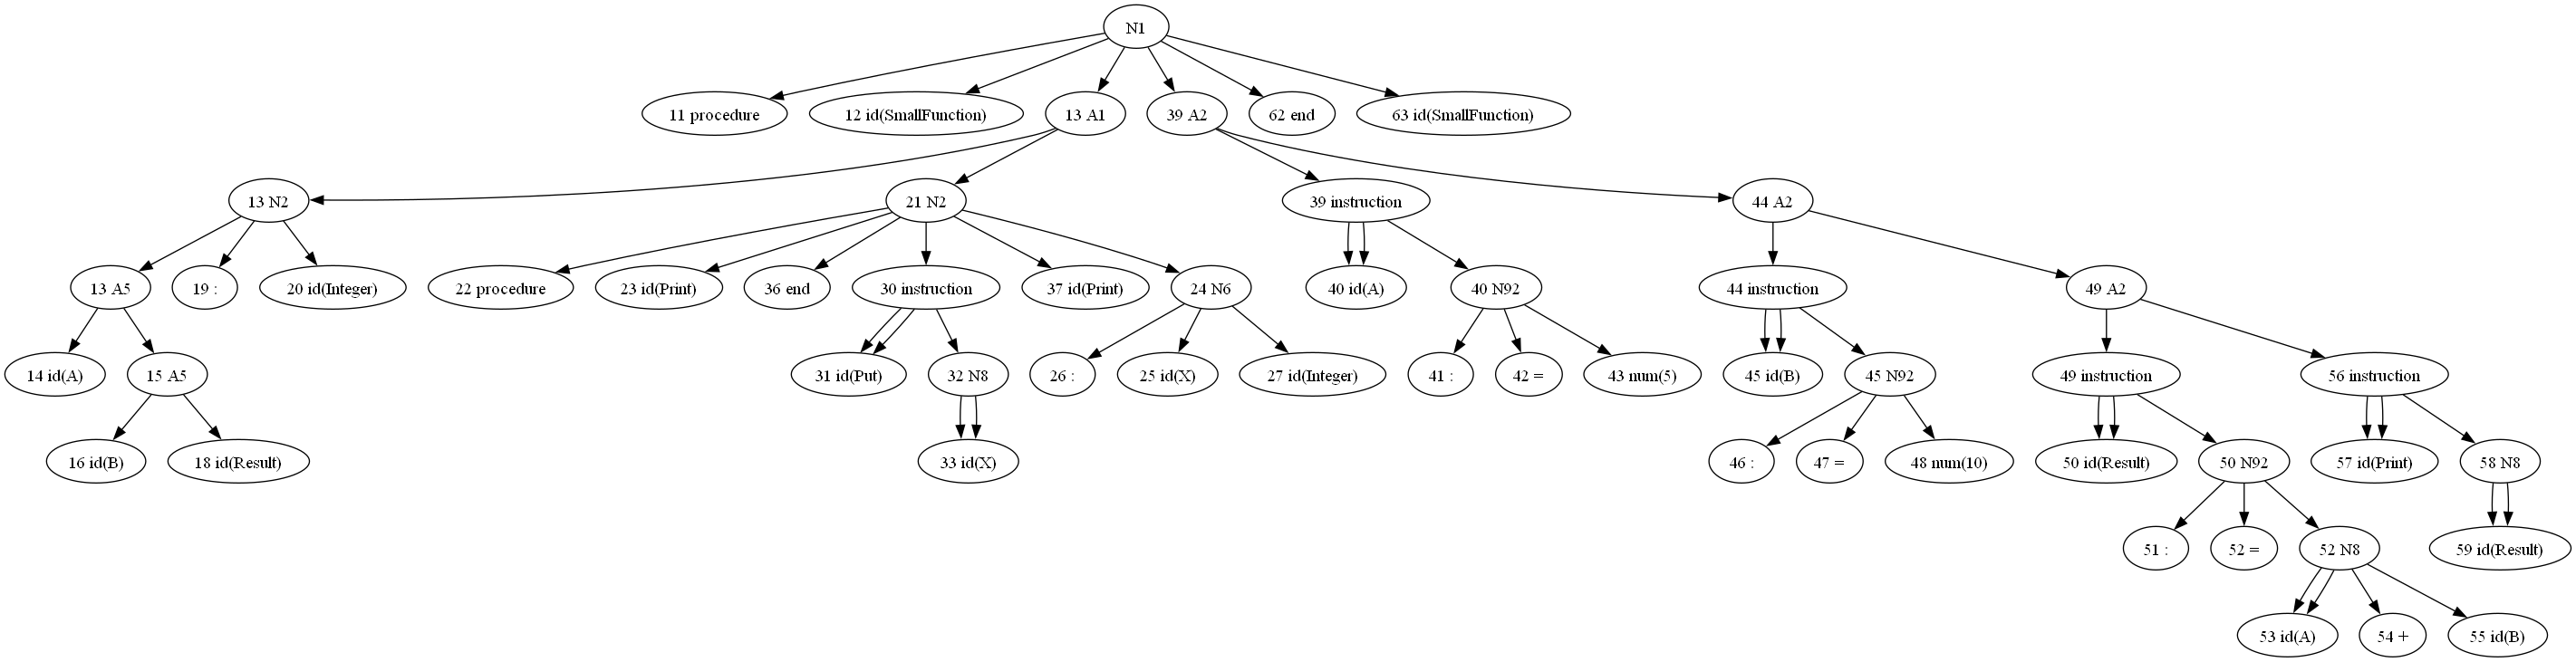 N1
11 procedure
12 id(SmallFunction)
13 A1
39 A2
62 end
63 id(SmallFunction)
13 N2
21 N2
39 instruction
44 A2
13 A5
19 :
20 id(Integer)
22 procedure
23 id(Print)
36 end
30 instruction
37 id(Print)
24 N6
40 id(A)
40 N92
44 instruction
49 A2
14 id(A)
15 A5
31 id(Put)
32 N8
26 :
25 id(X)
27 id(Integer)
41 :
42 =
43 num(5)
45 id(B)
45 N92
49 instruction
56 instruction
16 id(B)
18 id(Result)
33 id(X)
46 :
47 =
48 num(10)
50 id(Result)
50 N92
57 id(Print)
58 N8
51 :
52 =
52 N8
59 id(Result)
53 id(A)
54 +
55 id(B)